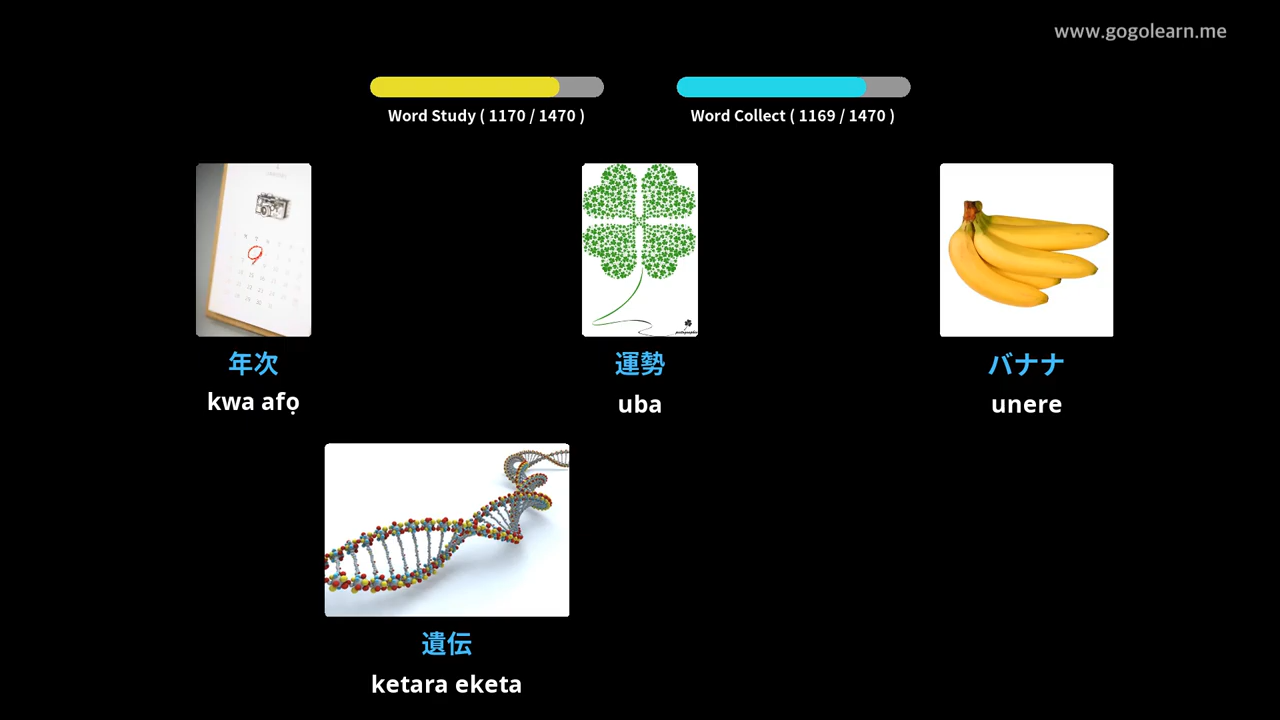 www.gogolearn.me
Word Study ( 1170 / 1470 )
Word Collect ( 1169 / 1470 )
年次
kwa afọ
運勢
uba
バナナ
unere
遺伝
ketara eketa